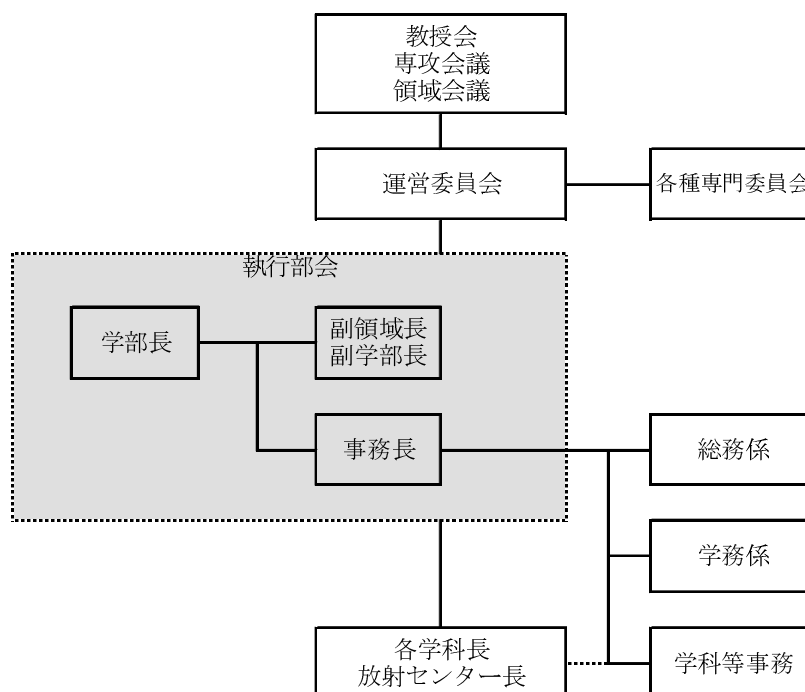 教授会
専攻会議
領域会議
運営委員会
各種専門委員会
執行部会
学部長
副領域長
副学部長
事務長
総務係
学務係
各学科長
放射センター長
学科等事務